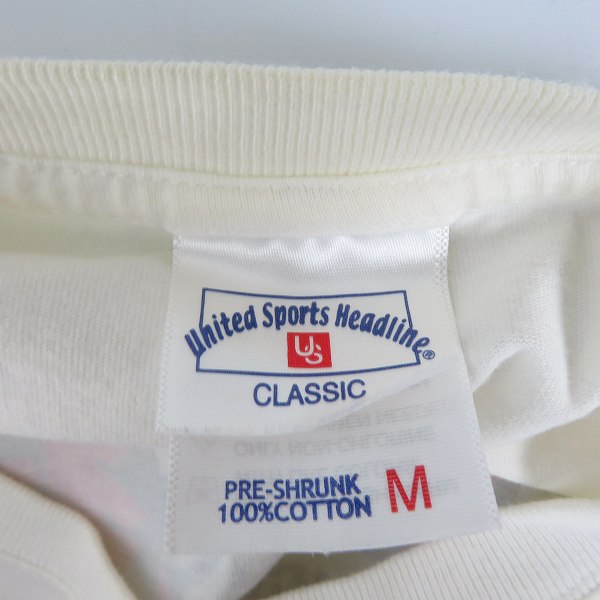 United Sports Headline®
US
CLASSIC
PRE-SHRUNK
100%COTTON
M